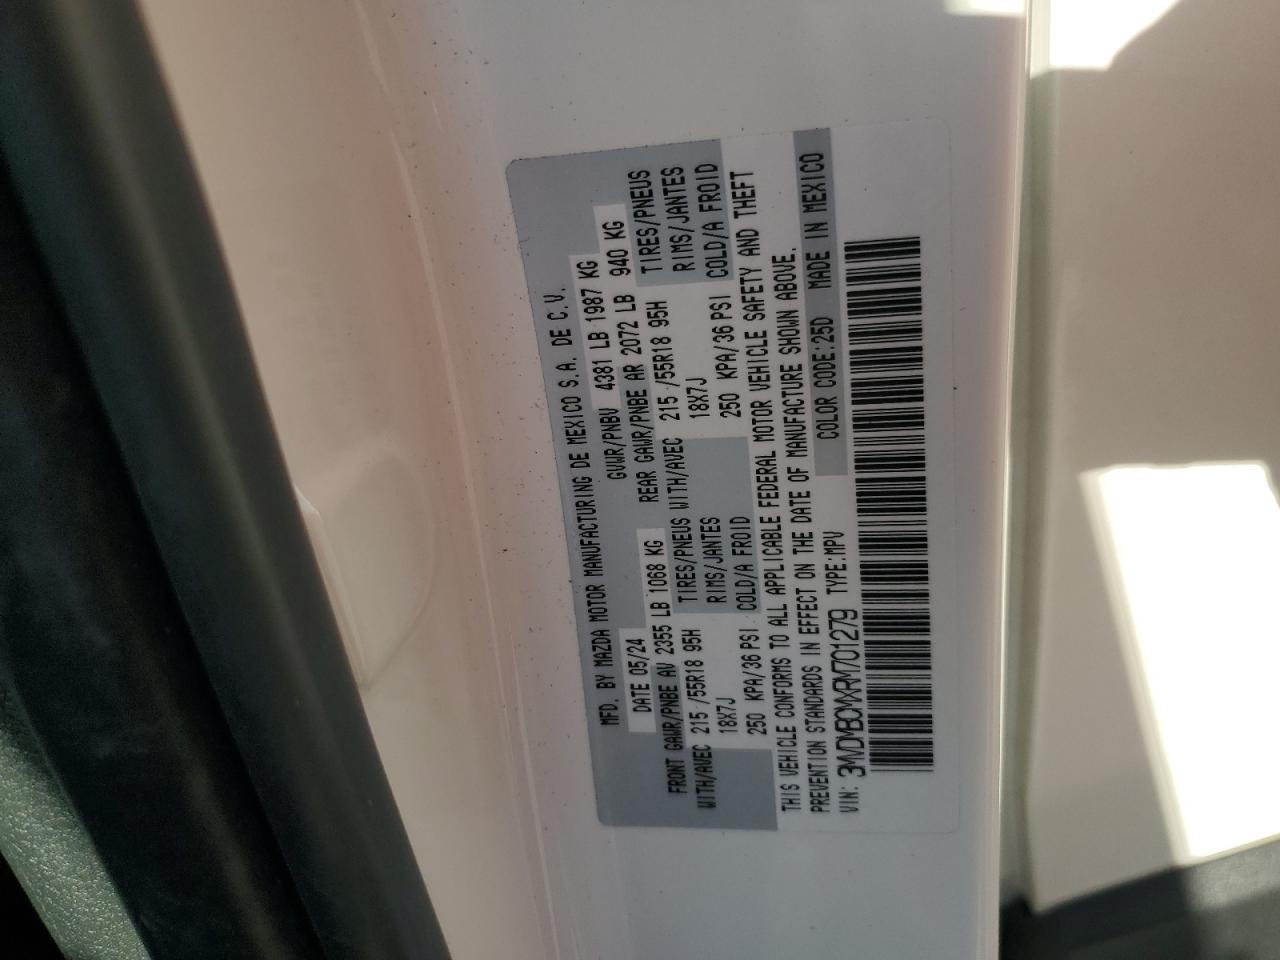 MFD. BY MAZDA MOTOR MANUFACTURING DE MEXICO S.A. DE C.V.
DATE 05/24 GVWR/PNBV 4381 LB 1987 KG
FRONT GAWR/PNBE AV 2355 LB 1068 KG REAR GAWR/PNBE AR 2072 LB 940 KG
WITH/AVEC 215 /55R18 95H TIRES/PNEUS WITH/AVEC 215 /55R18 95H TIRES/PNEUS
18X7J RIMS/JANTES 18X7J RIMS/JANTES
250 KPA/36 PSI COLD/A FROID 250 KPA/36 PSI COLD/A FROID
THIS VEHICLE CONFORMS TO ALL APPLICABLE FEDERAL MOTOR VEHICLE SAFETY AND THEFT
PREVENTION STANDARDS IN EFFECT ON THE DATE OF MANUFACTURE SHOWN ABOVE.
VIN: 3MVDMBCMXRM701279 TYPE:MPV COLOR CODE:25D MADE IN MEXICO